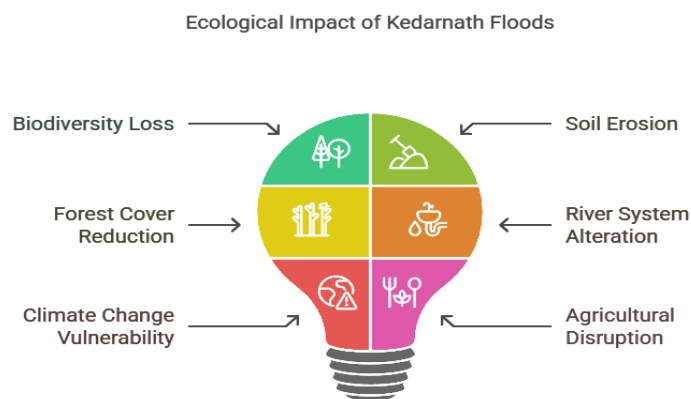 Ecological Impact of Kedarnath Floods
Biodiversity Loss
Soil Erosion
Forest Cover
Reduction
River System
Alteration
Climate Change
Vulnerability
Agricultural
Disruption